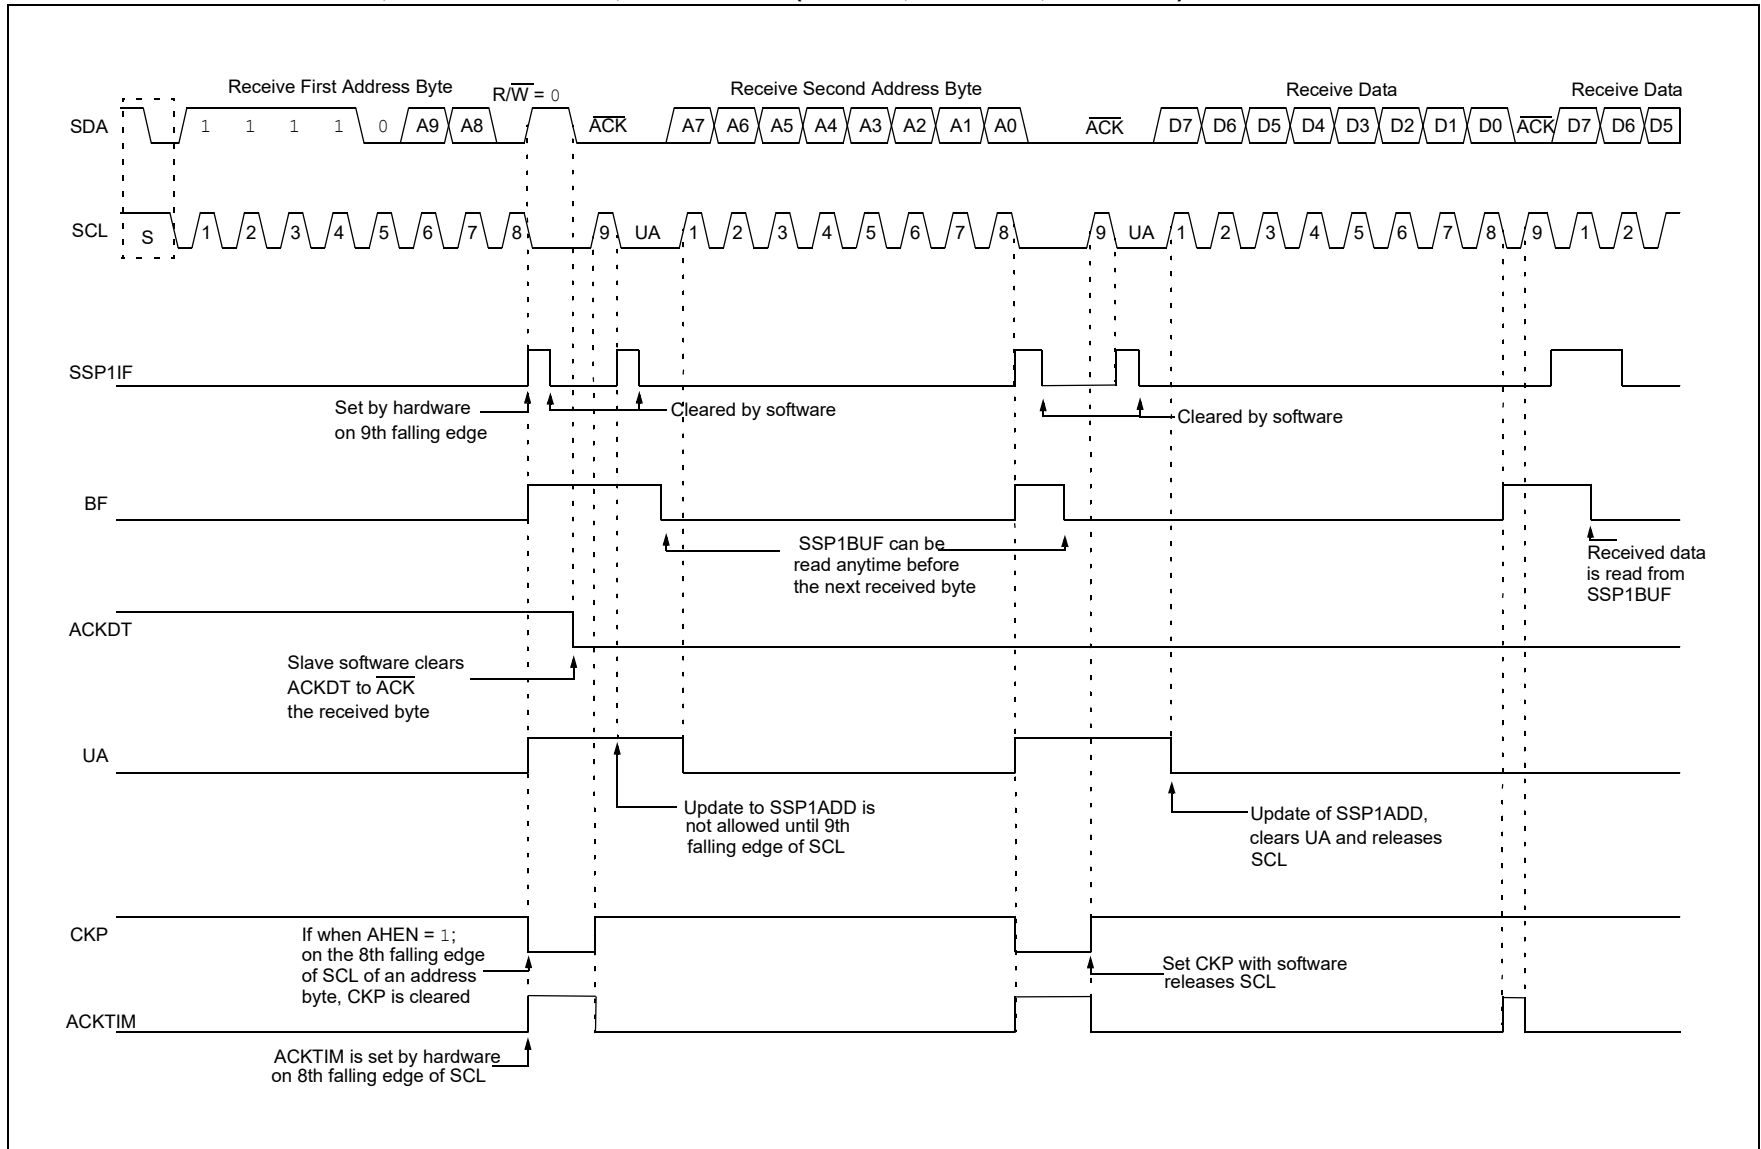 Receive First Address Byte
R/W = 0
Receive Second Address Byte
Receive Data
Receive Data
SDA
1 1 1 1 0 A9 A8
ACK
A7 A6 A5 A4 A3 A2 A1 A0
ACK
D7 D6 D5 D4 D3 D2 D1 D0 ACK D7 D6 D5
SCL
S
1 2 3 4 5 6 7 8 9 UA 1 2 3 4 5 6 7 8 9 UA 1 2 3 4 5 6 7 8 9 1 2
SSP1IF
Set by hardware
on 9th falling edge
Cleared by software
Cleared by software
BF
SSP1BUF can be
read anytime before
the next received byte
Received data
is read from
SSP1BUF
ACKDT
Slave software clears
ACKDT to ACK
the received byte
UA
Update to SSP1ADD is
not allowed until 9th
falling edge of SCL
Update of SSP1ADD,
clears UA and releases
SCL
CKP
If when AHEN = 1;
on the 8th falling edge
of SCL of an address
byte, CKP is cleared
Set CKP with software
releases SCL
ACKTIM
ACKTIM is set by hardware
on 8th falling edge of SCL